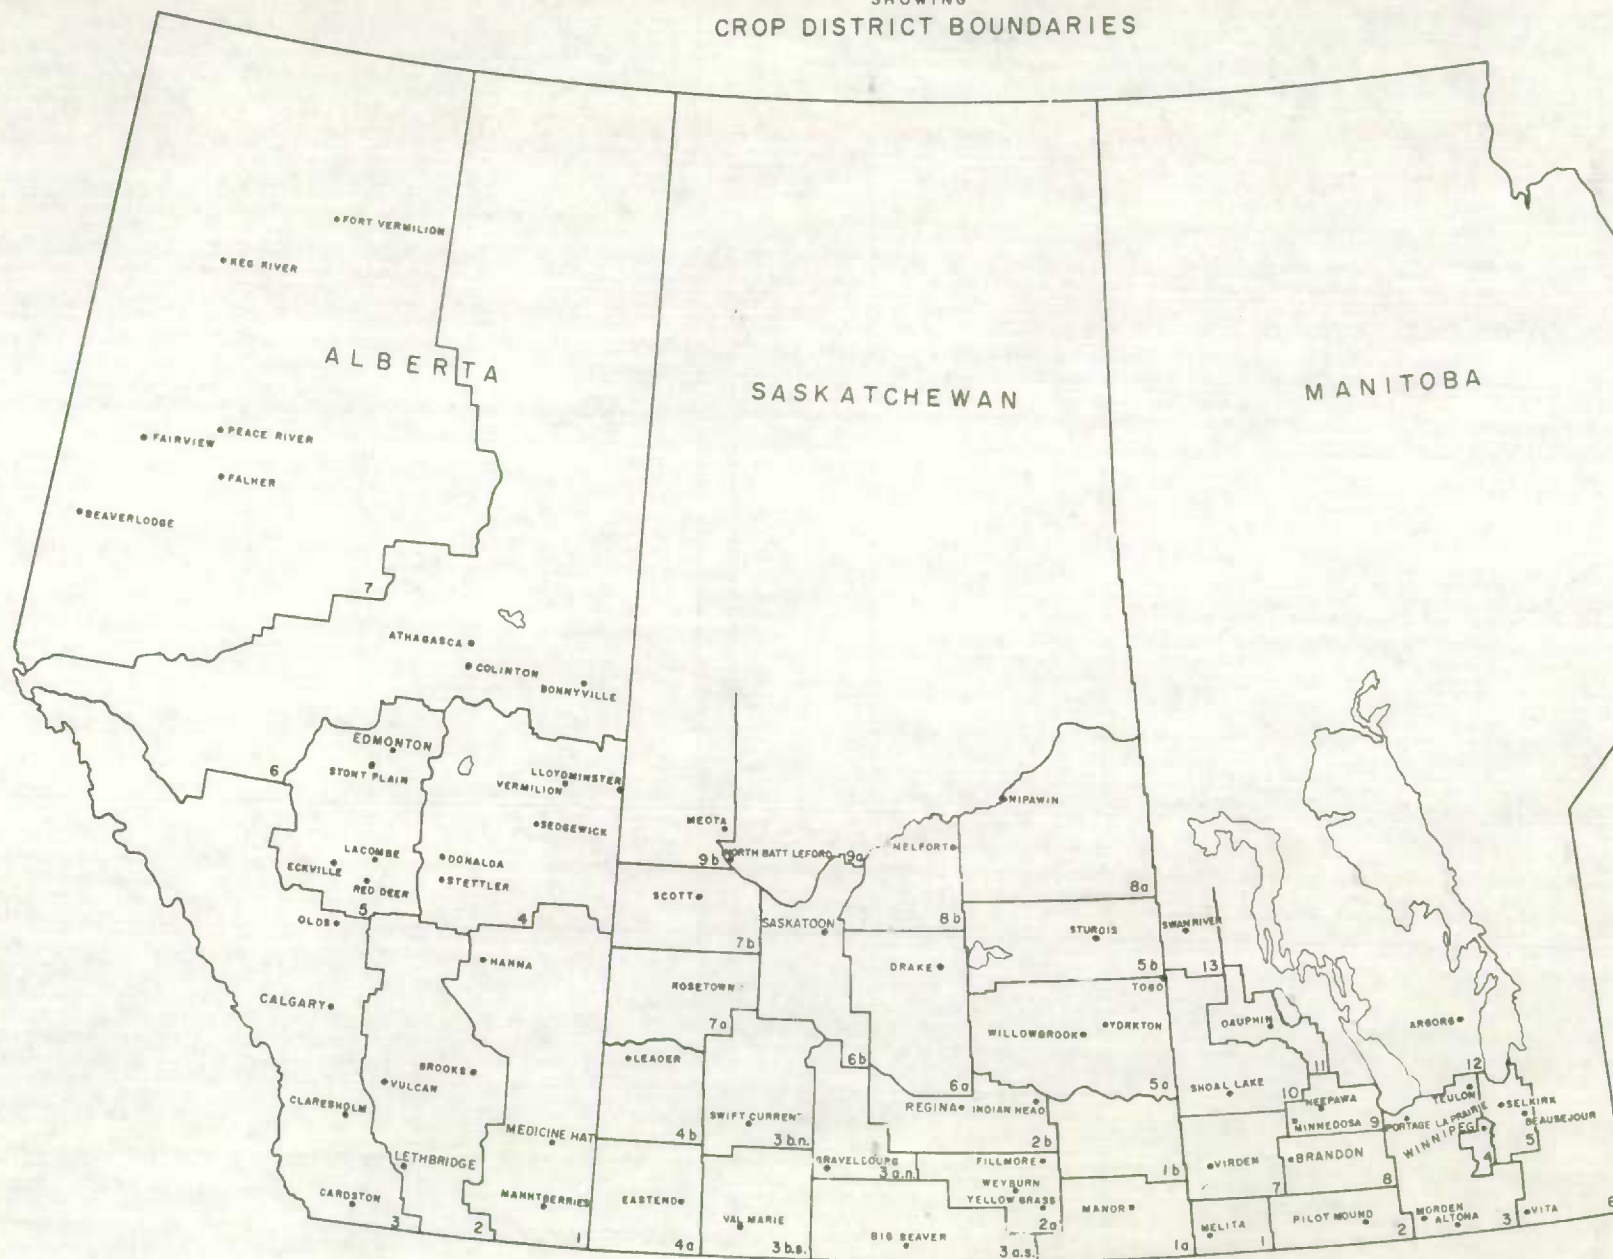 SHOWING
CROP DISTRICT BOUNDARIES
FORT VERMILION
KEG RIVER
ALBERTA
SASKATCHEWAN
MANITOBA
PEACE RIVER
FAIRVIEW
FALHER
BEAVERLODGE
7
ATHABASCA
COLINTON
BONNYVILLE
EDMONTON
6
STONY PLAIN
LLOYDMINSTER
VERMILION
NIPAWIN
MEOTA
SEDGEWICK
LACOMBE
ECKVILLE
DONALDA
9b
NORTH BATTLEFORD
9a
MELFORT
RED DEER
STETTLER
SCOTT
8a
5
4
OLDS
SASKATOON
8b
STURGIS
SWAN RIVER
7b
HANNA
DRAKE
5b
13
TOGO
ROSETOWN
CALGARY
7a
WILLOWBROOK
YORKTON
DAUPHIN
ARBORG
LEADER
6b
BROOKS
VULCAN
6a
5a
SHOAL LAKE
11
12
CLARESHOLM
SWIFT CURRENT
REGINA
INDIAN HEAD
10
NEEPAWA
TEULON
SELKIRK
MINNEDOSA
9
PORTAGE LA PRAIRIE
BEAUSEJOUR
MEDICINE HAT
4b
3b.n.
2b
WINNIPEG
5
4
LETHBRIDGE
GRAVELBOURG
3a.n.
FILLMORE
1b
VIRDEN
BRANDON
WEYBURN
7
8
CARDSTON
MANYBERRIES
EASTEND
YELLOW GRASS
MANOR
VAL MARIE
BIG BEAVER
2a
MELITA
PILOT MOUND
MORDEN
ALTONA
VITA
3
2
1
4a
3b.s.
3a.s.
1a
1
2
3
6